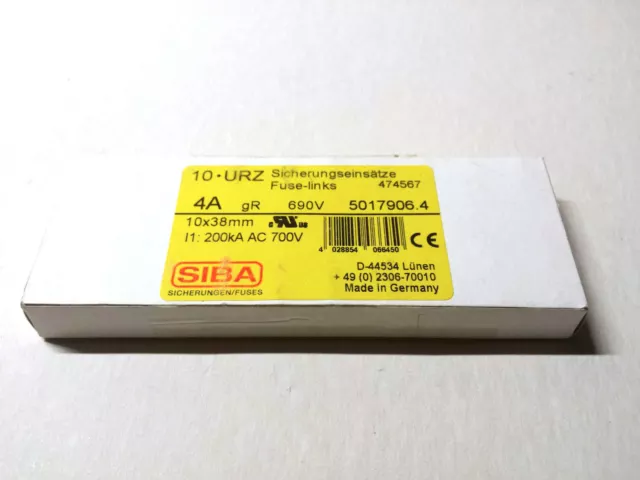 10·URZ Sicherungseinsätze
Fuse-links 474567
4A gR 690V 5017906.4
10x38mm
I1: 200kA AC 700V
4 028854 066450
CE
SIBA
SICHERUNGEN/FUSES
D-44534 Lünen
+ 49 (0) 2306-70010
Made in Germany